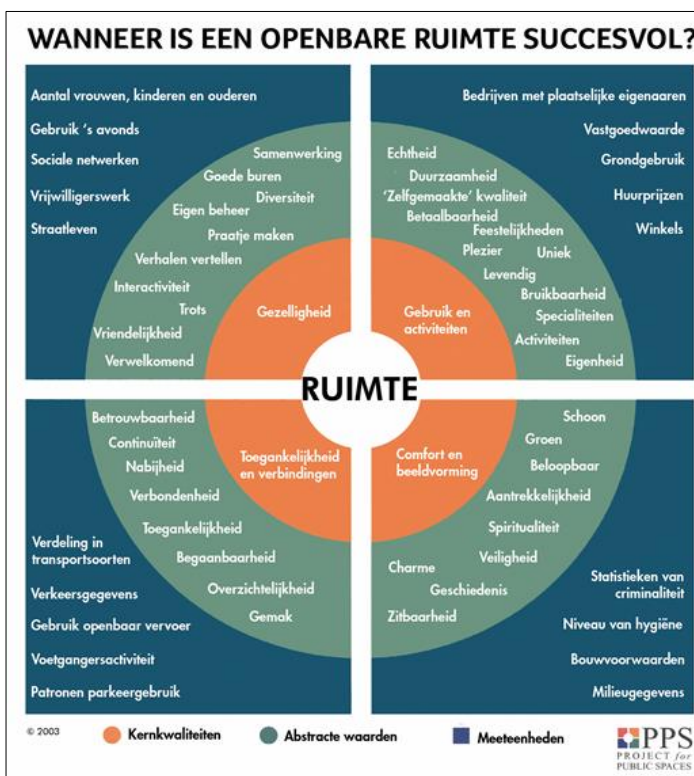 WANNEER IS EEN OPENBARE RUIMTE SUCCESVOL?
Aantal vrouwen, kinderen en ouderen
Gebruik 's avonds
Sociale netwerken
Vrijwilligerswerk
Straatleven
Samenwerking
Goede buren
Diversiteit
Eigen beheer
Praatje maken
Verhalen vertellen
Interactiviteit
Trots
Vriendelijkheid
Verwelkomend
Gezelligheid
Bedrijven met plaatselijke eigenaaren
Vastgoedwaarde
Grondgebruik
Huurprijzen
Winkels
Echtheid
Duurzaamheid
'Zelfgemaakte' kwaliteit
Betaalbaarheid
Feestelijkheden
Plezier
Uniek
Levendig
Bruikbaarheid
Specialiteiten
Activiteiten
Eigenheid
Gebruik en
activiteiten
RUIMTE
Betrouwbaarheid
Continuïteit
Nabijheid
Verbondenheid
Toegankelijkheid
Begaanbaarheid
Overzichtelijkheid
Gemak
Toegankelijkheid
en verbindingen
Verdeling in
transportsoorten
Verkeersgegevens
Gebruik openbaar vervoer
Voetgangersactiviteit
Patronen parkeergebruik
Comfort en
beeldvorming
Schoon
Groen
Beloopbaar
Aantrekkelijkheid
Spiritualiteit
Veiligheid
Charme
Geschiedenis
Zitbaarheid
Statistieken van
criminaliteit
Niveau van hygiëne
Bouwvoorwaarden
Milieugegevens
© 2003
Kernkwaliteiten
Abstracte waarden
Meeteenheden
PPS
PROJECT for
PUBLIC SPACES